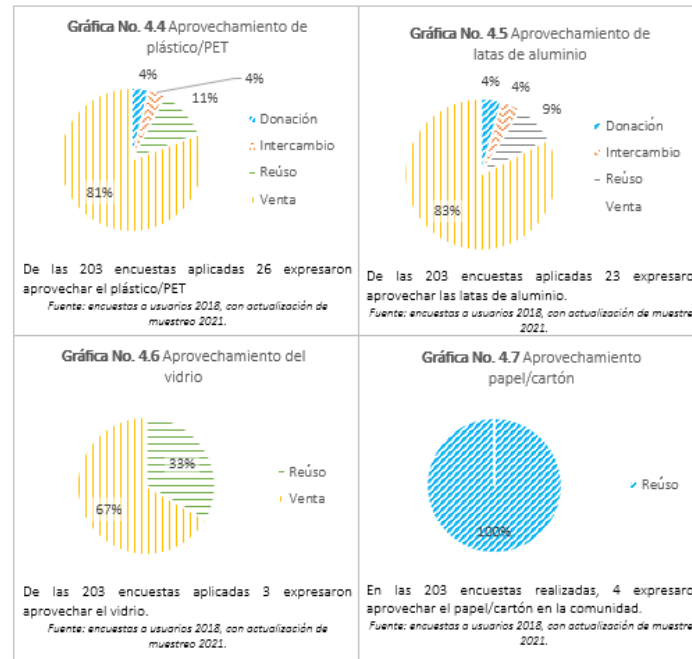 Gráfica No. 4.4 Aprovechamiento de
plástico/PET
4%
4%
11%
81%
Donación
Intercambio
Reúso
Venta
De las 203 encuestas aplicadas 26 expresaron
aprovechar el plástico/PET
Fuente: encuestas a usuarios 2018, con actualización de
muestreo 2021.
Gráfica No. 4.5 Aprovechamiento de
latas de aluminio
4%
4%
9%
83%
Donación
Intercambio
Reúso
Venta
De las 203 encuestas aplicadas 23 expresaro
aprovechar las latas de aluminio.
Fuente: encuestas a usuarios 2018, con actualización de muestre
2021.
Gráfica No. 4.6 Aprovechamiento del
vidrio
33%
67%
Reúso
Venta
De las 203 encuestas aplicadas 3 expresaron
aprovechar el vidrio.
Fuente: encuestas a usuarios 2018, con actualización de
muestreo 2021.
Gráfica No. 4.7 Aprovechamiento
papel/cartón
100%
Reúso
En las 203 encuestas realizadas, 4 expresaro
aprovechar el papel/cartón en la comunidad.
Fuente: encuestas a usuarios 2018, con actualización de muestre
2021.